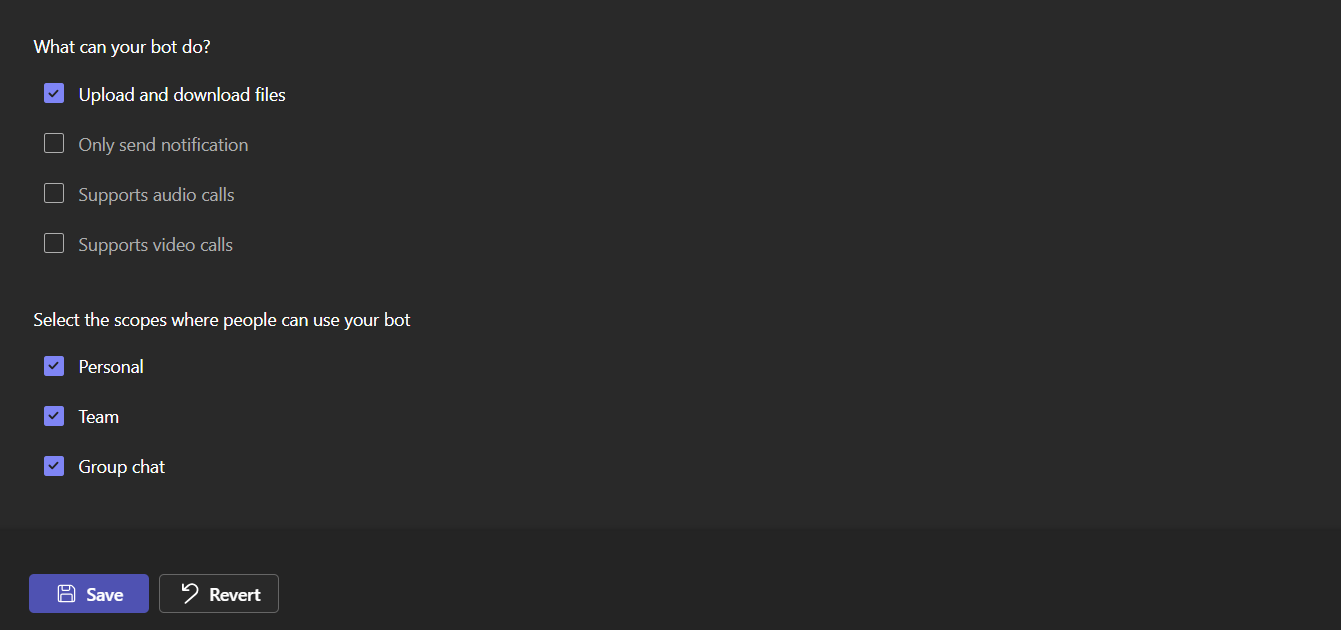 What can your bot do?
Upload and download files
Only send notification
Supports audio calls
Supports video calls
Select the scopes where people can use your bot
Personal
Team
Group chat
Save Revert